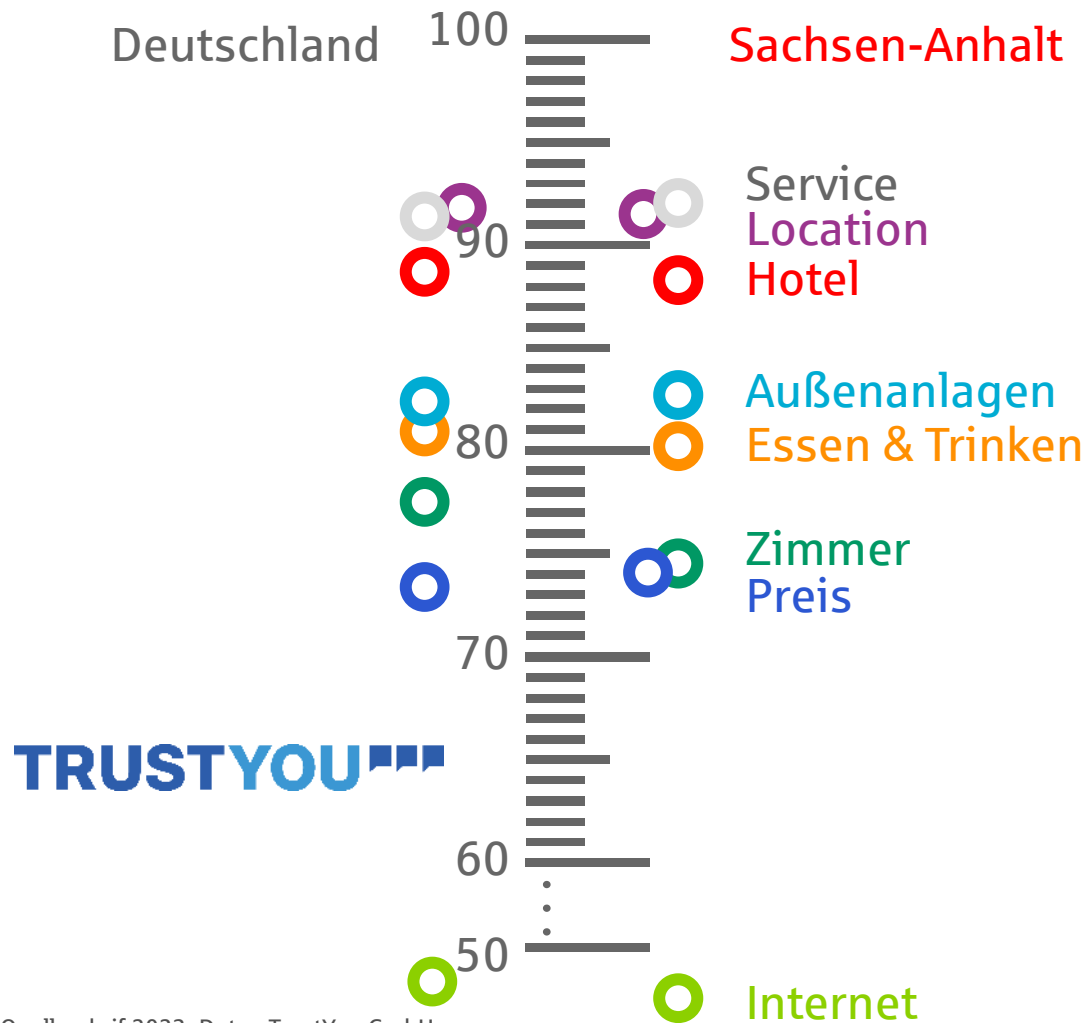 Deutschland
100
Sachsen-Anhalt
Service
Location
90
Hotel
Außenanlagen
80
Essen & Trinken
Zimmer
Preis
70
TRUSTYOU
60
50
Internet